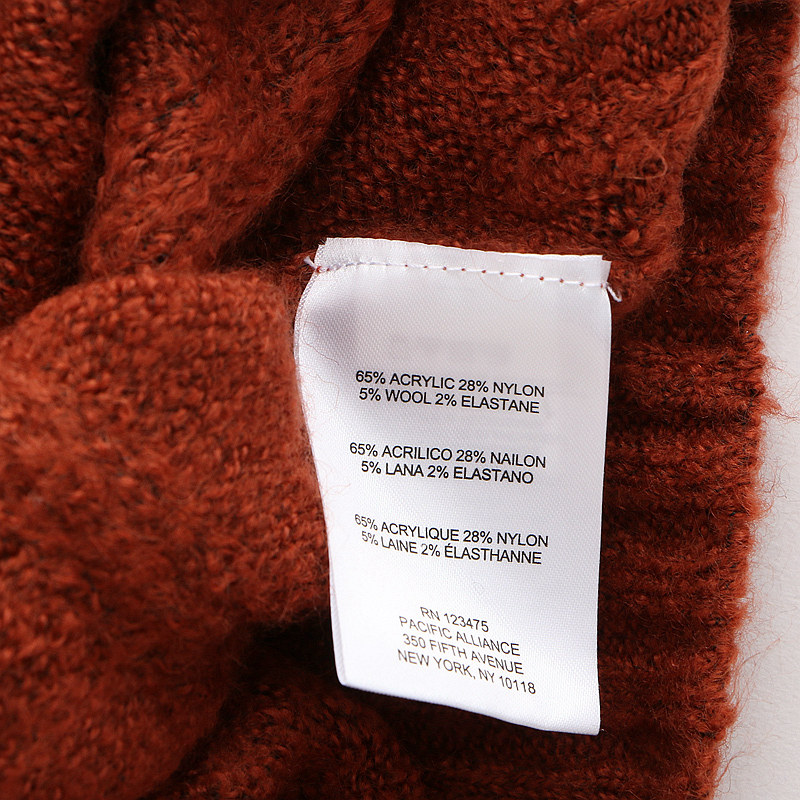 65% ACRYLIC 28% NYLON
5% WOOL 2% ELASTANE
65% ACRILICO 28% NAILON
5% LANA 2% ELASTANO
65% ACRYLIQUE 28% NYLON
5% LAINE 2% ÉLASTHANNE
RN 123475
PACIFIC ALLIANCE
350 FIFTH AVENUE
NEW YORK, NY 10118